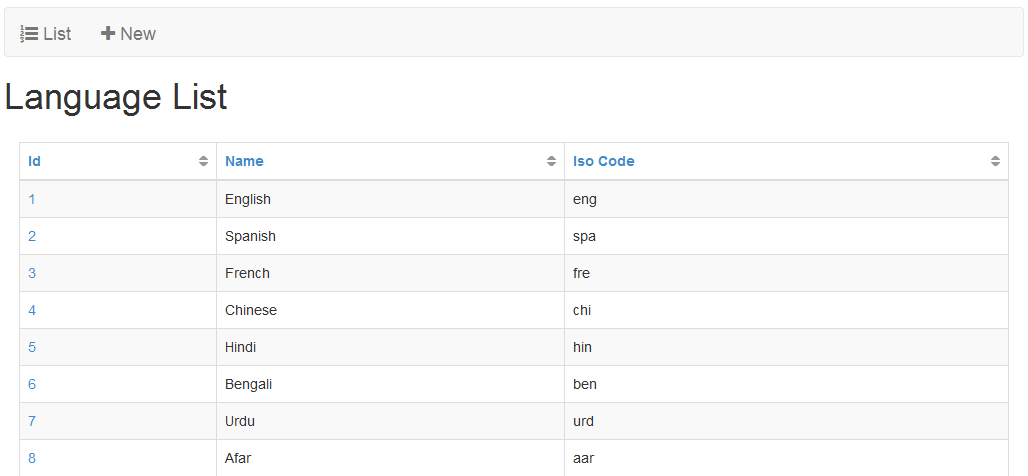 List New
Language List
Id Name Iso Code
1 English eng
2 Spanish spa
3 French fre
4 Chinese chi
5 Hindi hin
6 Bengali ben
7 Urdu urd
8 Afar aar